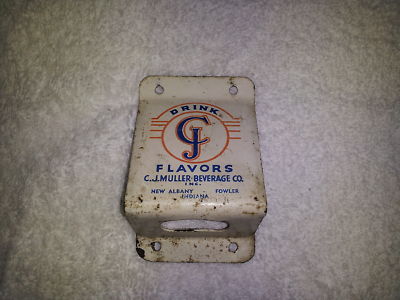 DRINK
CJ
FLAVORS
C.J. MULLER BEVERAGE CO.
INC.
NEW ALBANY FOWLER
INDIANA